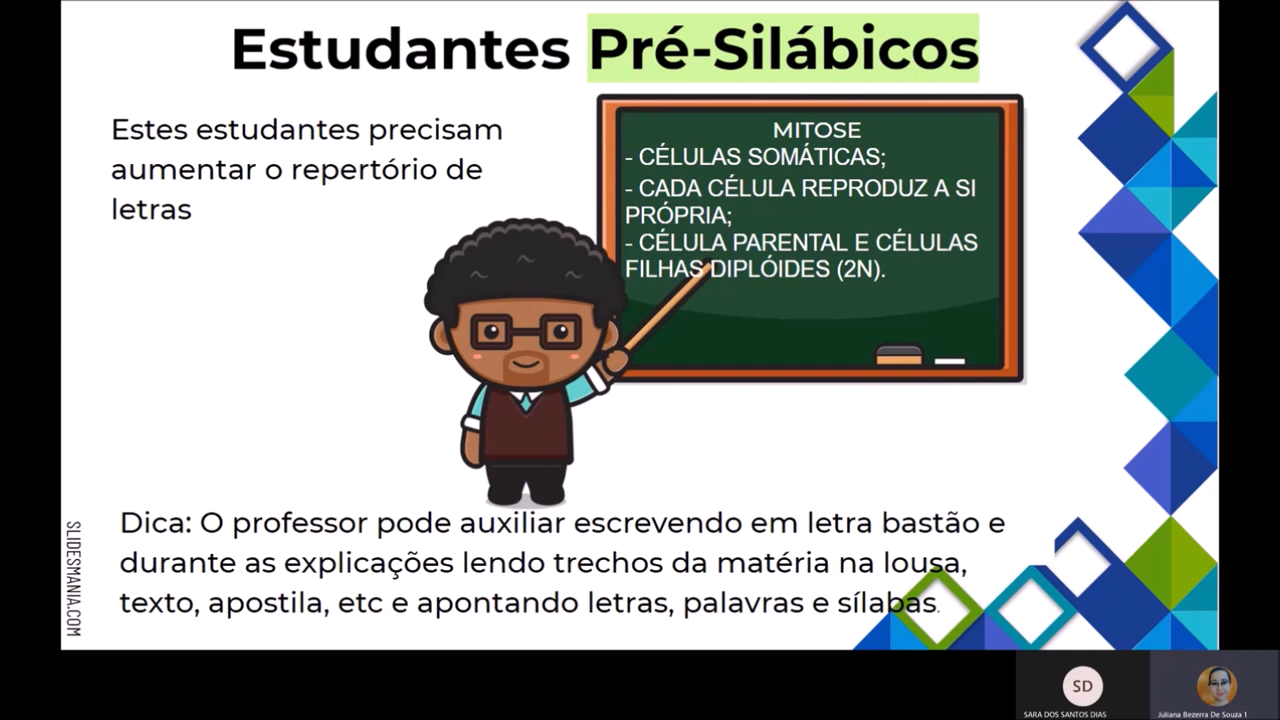 Estudantes Pré-Silábicos
Estes estudantes precisam
aumentar o repertório de
letras
MITOSE
- CÉLULAS SOMÁTICAS;
- CADA CÉLULA REPRODUZ A SI
PRÓPRIA;
- CÉLULA PARENTAL E CÉLULAS
FILHAS DIPLÓIDES (2N).
Dica: O professor pode auxiliar escrevendo em letra bastão e
durante as explicações lendo trechos da matéria na lousa,
texto, apostila, etc e apontando letras, palavras e sílabas.
SLIDESMANIA.COM
SD
SARA DOS SANTOS DIAS
Juliana Bezerra De Souza 1